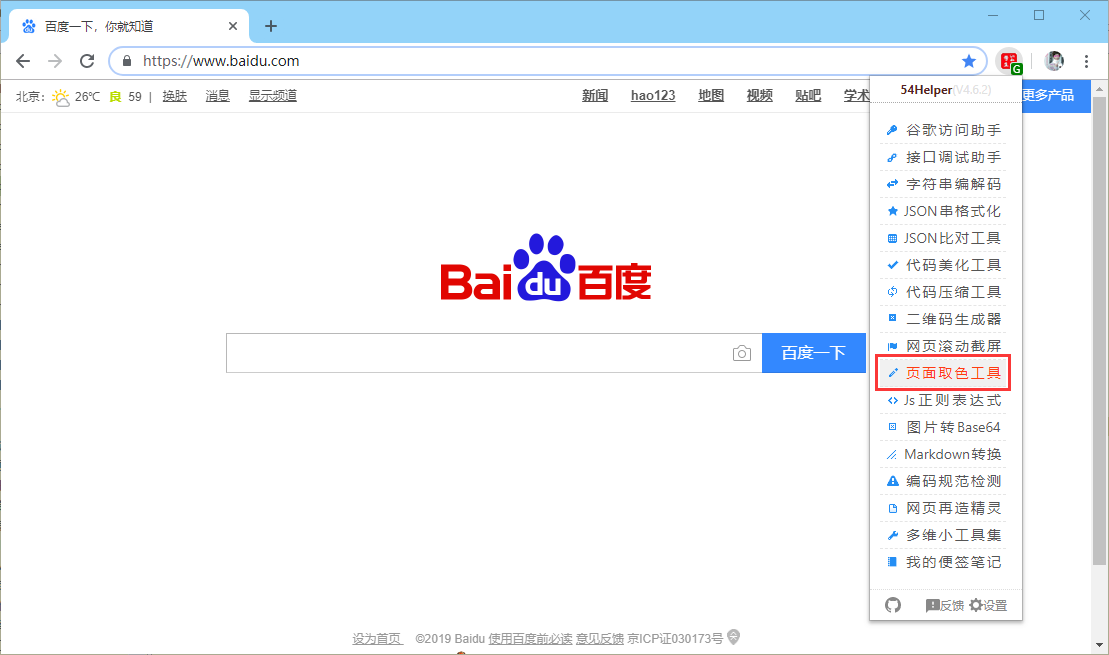 百度一下，你就知道
https://www.baidu.com
G
北京: 26℃ 良 59 | 换肤 消息 显示频道
新闻 hao123 地图 视频 贴吧 学术
更多产品
54Helper(V4.6.2)
谷歌访问助手
接口调试助手
字符串编解码
JSON串格式化
JSON比对工具
代码美化工具
代码压缩工具
二维码生成器
网页滚动截屏
页面取色工具
Js正则表达式
图片转Base64
Markdown转换
编码规范检测
网页再造精灵
多维小工具集
我的便签笔记
反馈 设置
Bai du 百度
百度一下
设为首页 ©2019 Baidu 使用百度前必读 意见反馈 京ICP证030173号